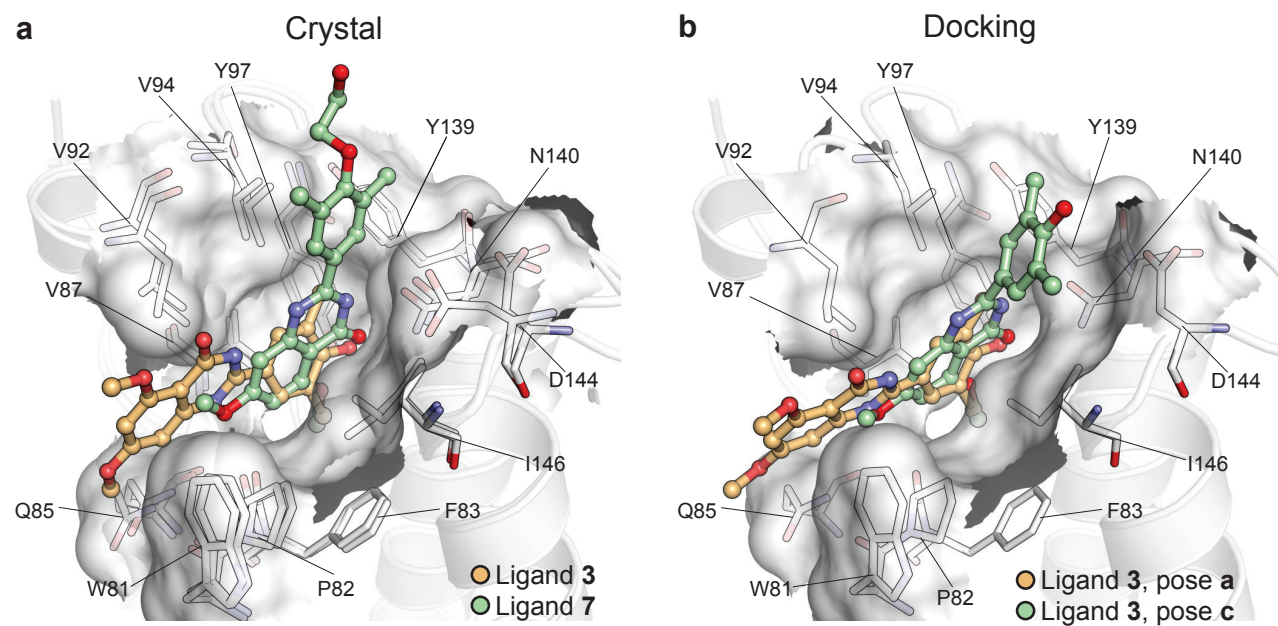 a
Crystal
V94
Y97
V92
Y139
N140
V87
D144
I146
Q85
F83
W81
P82
Ligand 3
Ligand 7
b
Docking
V94
Y97
V92
Y139
N140
V87
D144
I146
Q85
F83
W81
P82
Ligand 3, pose a
Ligand 3, pose c